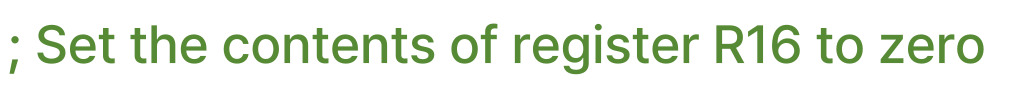 ; Set the contents of register R16 to zero